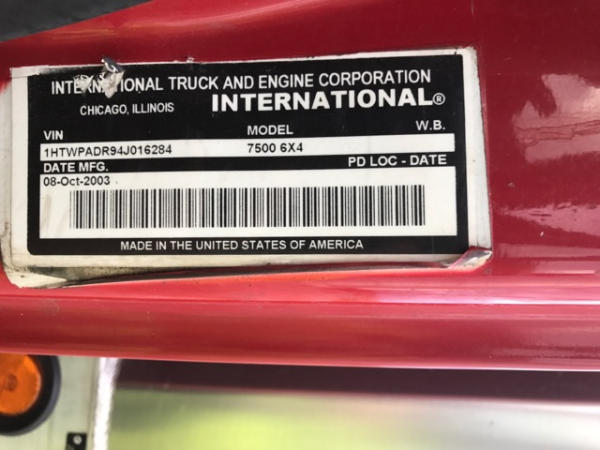 INTERNATIONAL TRUCK AND ENGINE CORPORATION
CHICAGO, ILLINOIS INTERNATIONAL®
VIN MODEL W.B.
1HTWPADR94J016284 7500 6X4
DATE MFG. PD LOC - DATE
08-Oct-2003
MADE IN THE UNITED STATES OF AMERICA